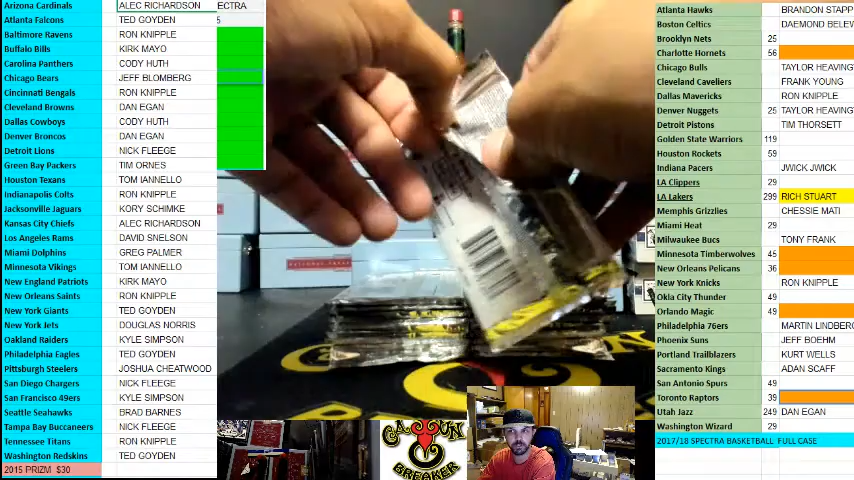 Arizona Cardinals ALEC RICHARDSON ECTRA
Atlanta Falcons TED GOYDEN
Baltimore Ravens RON KNIPPLE
Buffalo Bills KIRK MAYO
Carolina Panthers CODY HUTH
Chicago Bears JEFF BLOMBERG
Cincinnati Bengals RON KNIPPLE
Cleveland Browns DAN EGAN
Dallas Cowboys CODY HUTH
Denver Broncos DAN EGAN
Detroit Lions NICK FLEEGE
Green Bay Packers TIM ORNES
Houston Texans TOM IANNELLO
Indianapolis Colts RON KNIPPLE
Jacksonville Jaguars KORY SCHIMKE
Kansas City Chiefs ALEC RICHARDSON
Los Angeles Rams DAVID SNELSON
Miami Dolphins GREG PALMER
Minnesota Vikings TOM IANNELLO
New England Patriots KIRK MAYO
New Orleans Saints RON KNIPPLE
New York Giants TED GOYDEN
New York Jets DOUGLAS NORRIS
Oakland Raiders KYLE SIMPSON
Philadelphia Eagles TED GOYDEN
Pittsburgh Steelers JOSHUA CHEATWOOD
San Diego Chargers NICK FLEEGE
San Francisco 49ers KYLE SIMPSON
Seattle Seahawks BRAD BARNES
Tampa Bay Buccaneers NICK FLEEGE
Tennessee Titans RON KNIPPLE
Washington Redskins TED GOYDEN
2015 PRIZM $30
CAJUN
BREAKER
Atlanta Hawks BRANDON STAPP
Boston Celtics DAEMOND BELEW
Brooklyn Nets 25
Charlotte Hornets 56
Chicago Bulls TAYLOR HEAVING
Cleveland Caveliers FRANK YOUNG
Dallas Mavericks RON KNIPPLE
Denver Nuggets 25 TAYLOR HEAVING
Detroit Pistons TIM THORSETT
Golden State Warriors 119
Houston Rockets 59
Indiana Pacers JWICK JWICK
LA Clippers 29
LA Lakers 299 RICH STUART
Memphis Grizzlies CHESSIE MATI
Miami Heat 29
Milwaukee Bucs TONY FRANK
Minnesota Timberwolves 45
New Orleans Pelicans 36
New York Knicks RON KNIPPLE
Okla City Thunder 49
Orlando Magic 49
Philadelphia 76ers MARTIN LINDBERG
Phoenix Suns JEFF BOEHM
Portland Trailblazers KURT WELLS
Sacramento Kings ADAN SCAFF
San Antonio Spurs 49
Toronto Raptors 39
Utah Jazz 249 DAN EGAN
Washington Wizard 29
2017/18 SPECTRA BASKETBALL FULL CASE